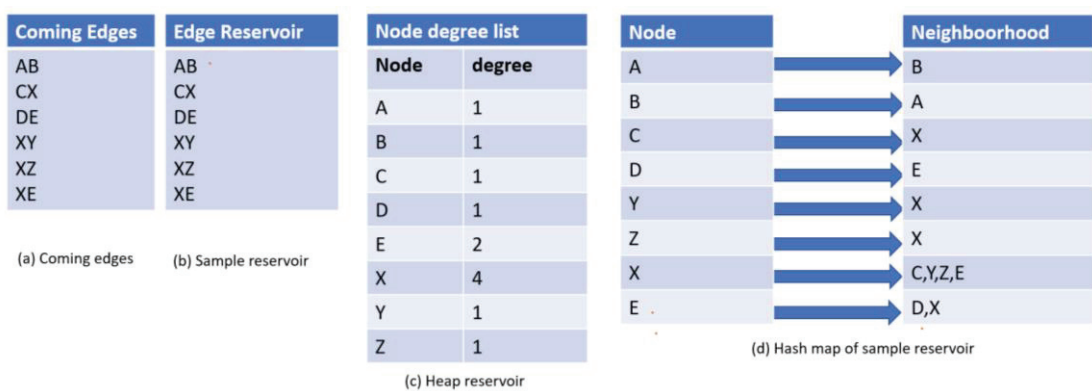 Coming Edges
AB
CX
DE
XY
XZ
XE
(a) Coming edges
Edge Reservoir
AB
CX
DE
XY
XZ
XE
(b) Sample reservoir
Node degree list
Node degree
A 1
B 1
C 1
D 1
E 2
X 4
Y 1
Z 1
(c) Heap reservoir
Node Neighboorhood
A B
B A
C X
D E
Y X
Z X
X C,Y,Z,E
E D,X
(d) Hash map of sample reservoir